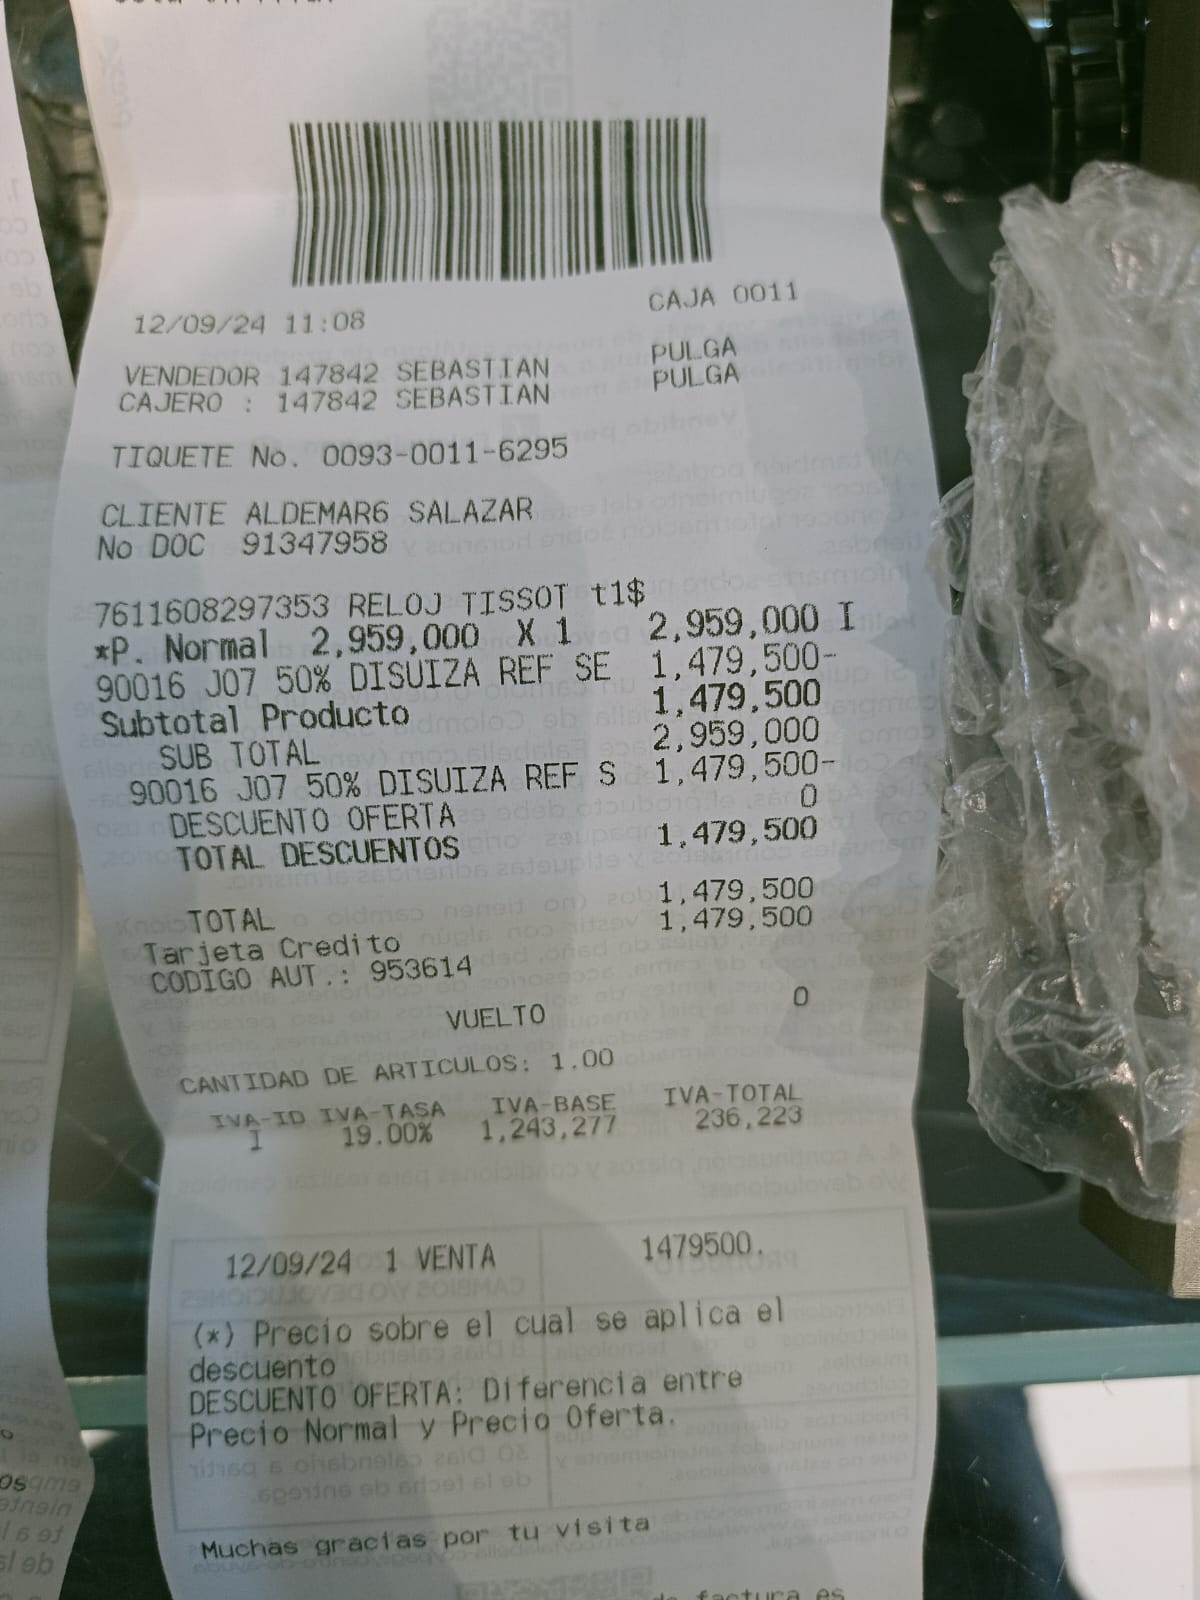 12/09/24 11:08 CAJA 0011
VENDEDOR 147842 SEBASTIAN PULGA
CAJERO : 147842 SEBASTIAN PULGA
TIQUETE No. 0093-0011-6295
CLIENTE ALDEMAR6 SALAZAR
No DOC 91347958
7611608297353 RELOJ TISSOT t1$
*P. Normal 2,959,000 X 1 2,959,000 I
90016 J07 50% DISUIZA REF SE 1,479,500-
Subtotal Producto 1,479,500
SUB TOTAL 2,959,000
90016 J07 50% DISUIZA REF S 1,479,500-
DESCUENTO OFERTA 0
TOTAL DESCUENTOS 1,479,500
TOTAL 1,479,500
Tarjeta Credito 1,479,500
CODIGO AUT.: 953614
VUELTO 0
CANTIDAD DE ARTICULOS: 1.00
IVA-ID IVA-TASA IVA-BASE IVA-TOTAL
I 19.00% 1,243,277 236,223
12/09/24 1 VENTA 1479500.
(*) Precio sobre el cual se aplica el
descuento
DESCUENTO OFERTA: Diferencia entre
Precio Normal y Precio Oferta.
Muchas gracias por tu visita
factura es